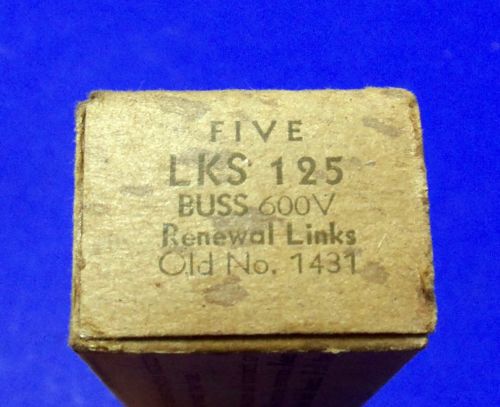 FIVE
LKS 125
BUSS 600V
Renewal Links
Old No. 1431